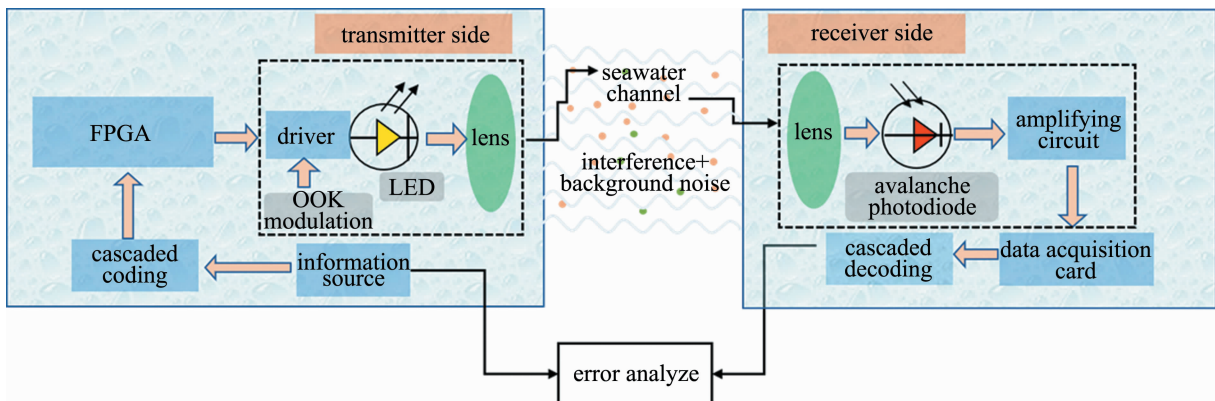 transmitter side
FPGA
driver
OOK
modulation
LED
lens
cascaded
coding
information
source
seawater
channel
interference+
background noise
receiver side
lens
avalanche
photodiode
amplifying
circuit
data acquisition
card
cascaded
decoding
error analyze